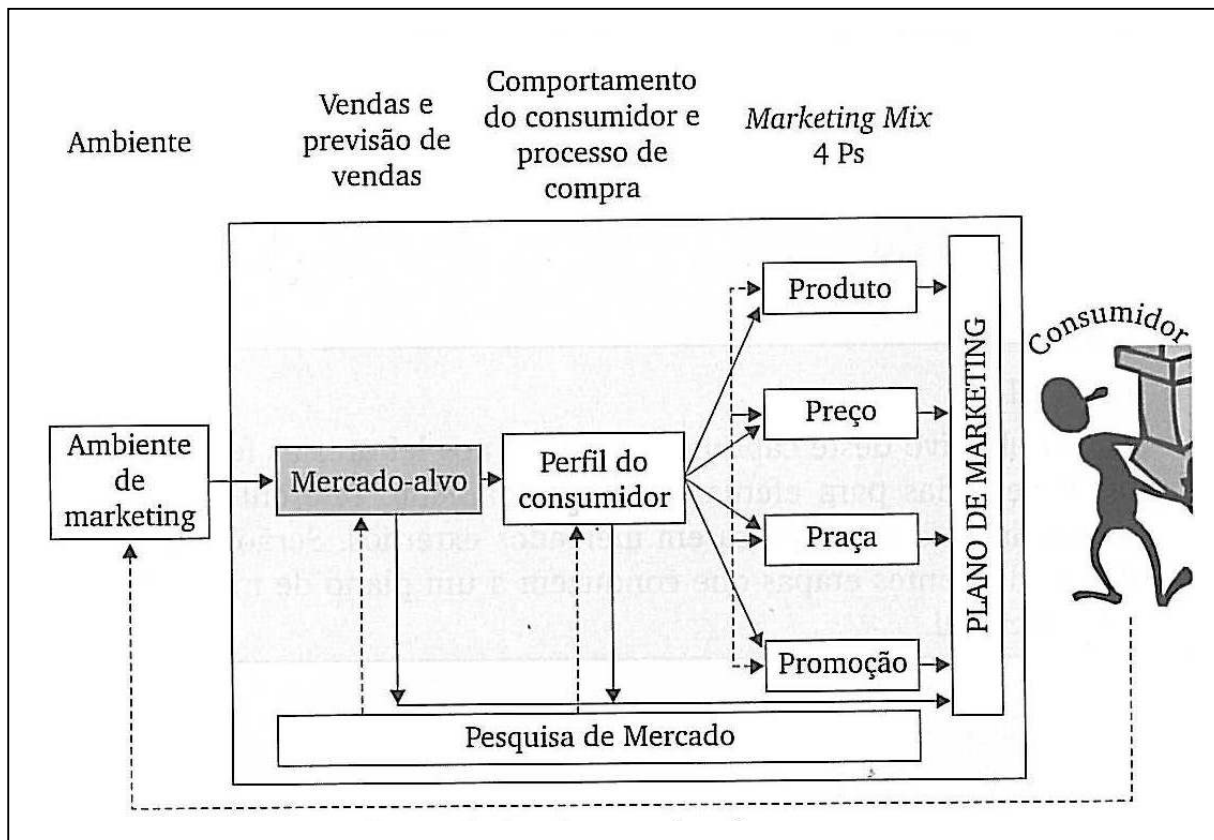 Ambiente
Vendas e
previsão de
vendas
Comportamento
do consumidor e
processo de
compra
Marketing Mix
4 Ps
Ambiente
de
marketing
Mercado-alvo
Perfil do
consumidor
Produto
Preço
Praça
Promoção
PLANO DE MARKETING
Consumidor
Pesquisa de Mercado